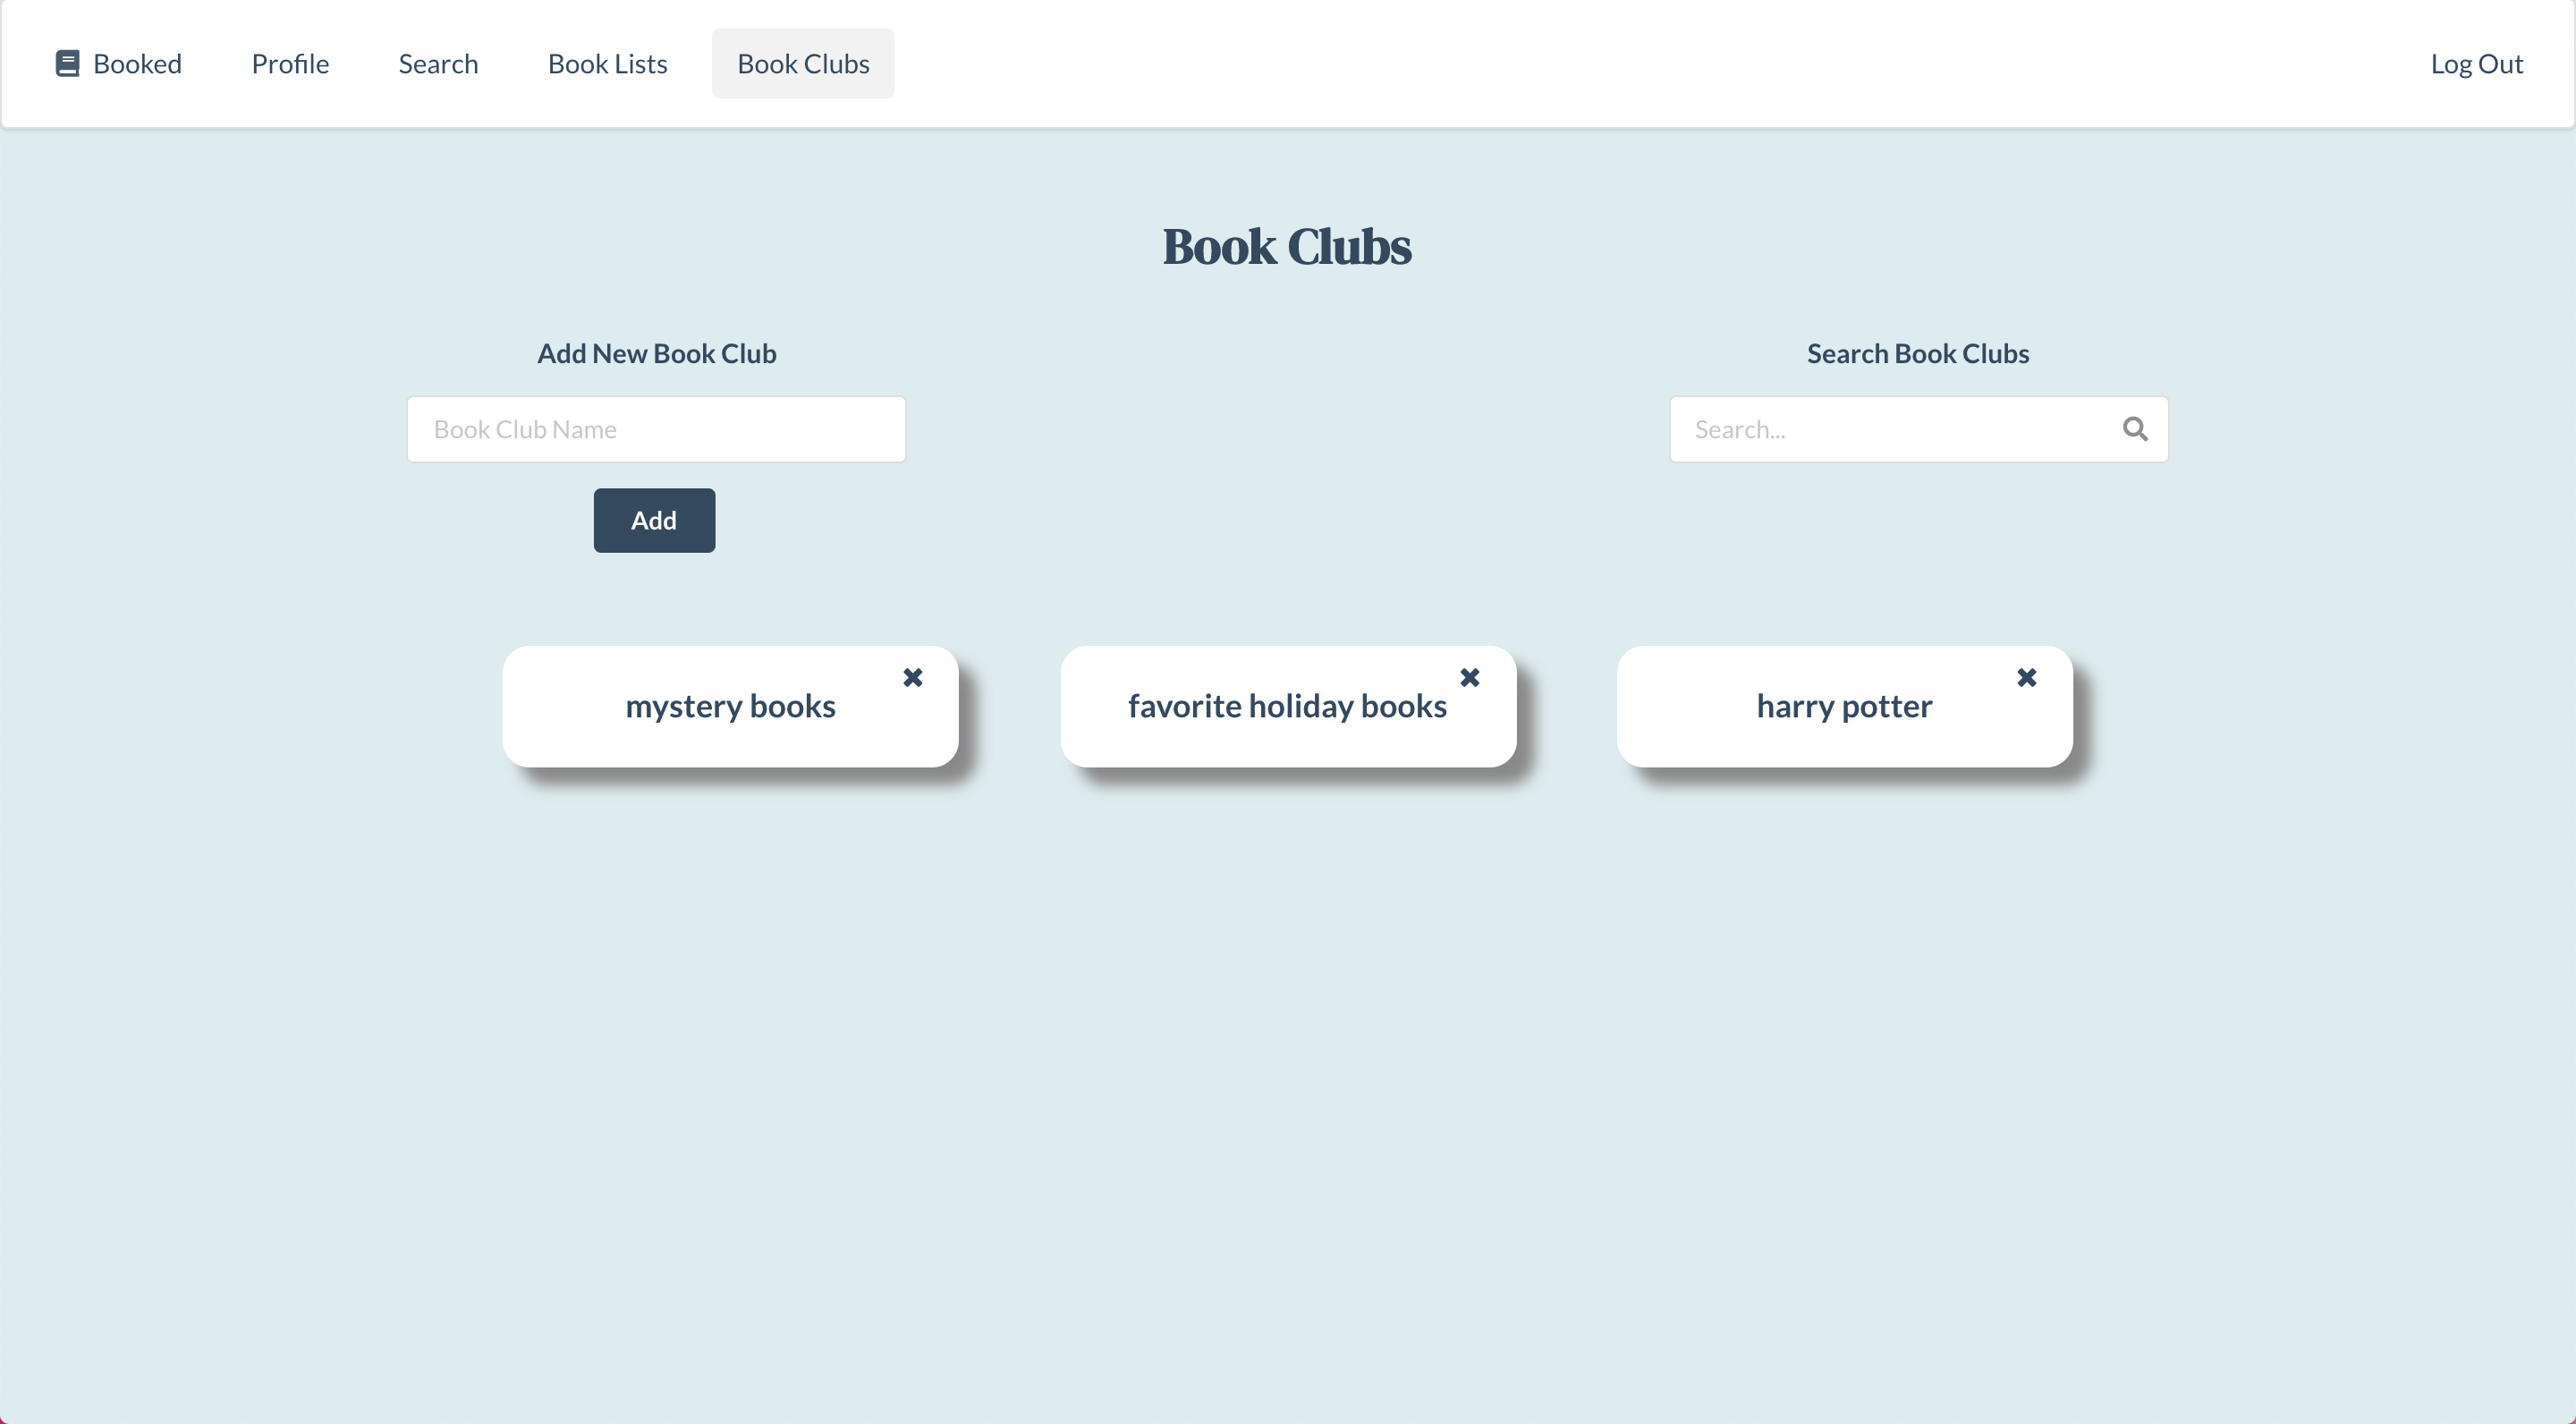 Booked Profile Search Book Lists Book Clubs Log Out
Book Clubs
Add New Book Club
Book Club Name
Add
Search Book Clubs
Search...
mystery books
favorite holiday books
harry potter